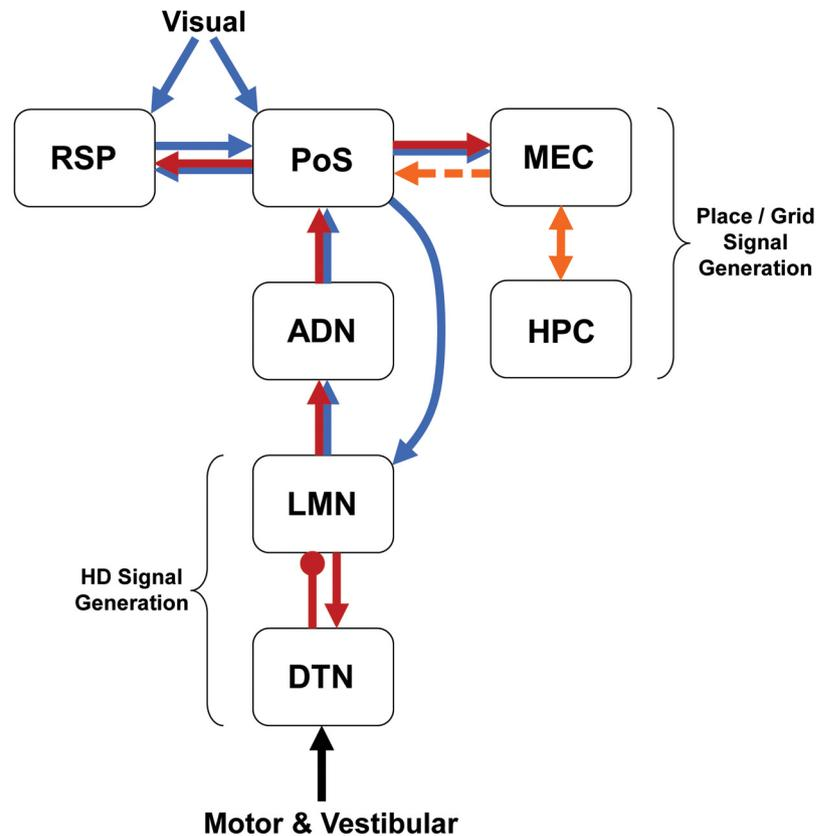 Visual
RSP
PoS
MEC
Place / Grid
Signal
Generation
ADN
HPC
LMN
HD Signal
Generation
DTN
Motor & Vestibular